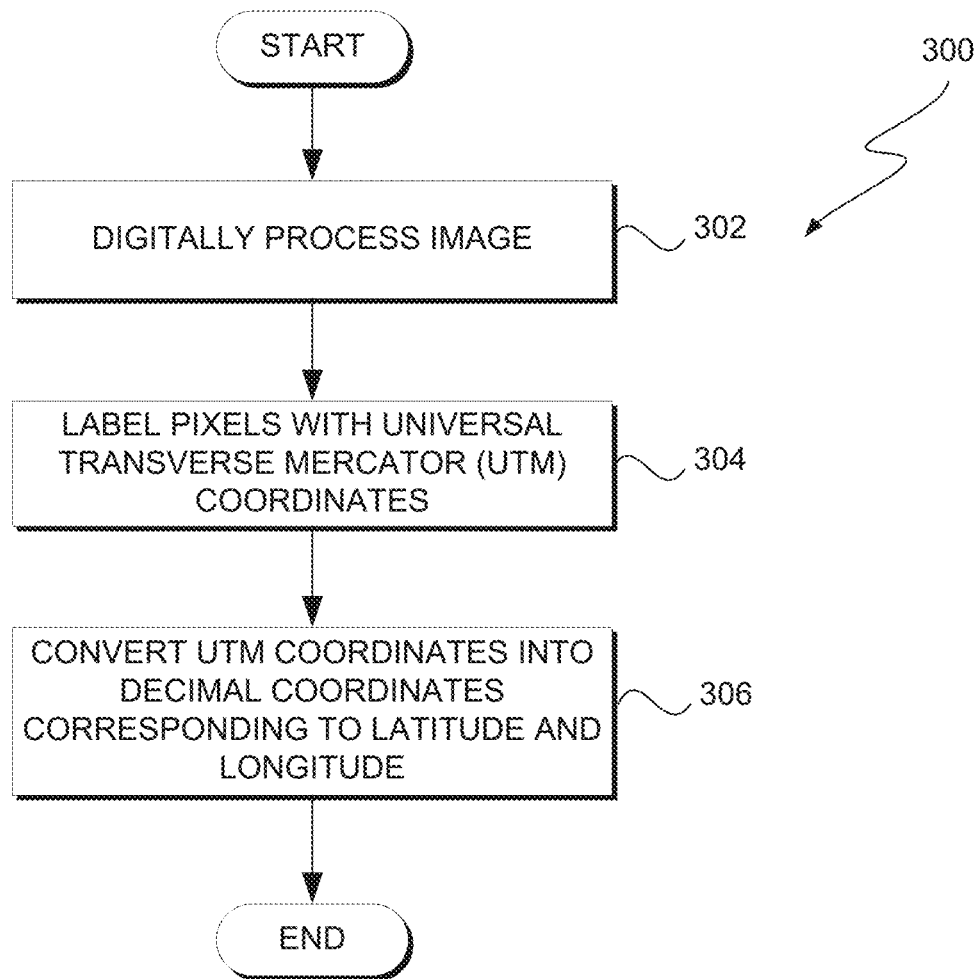 START
300
DIGITALLY PROCESS IMAGE
302
LABEL PIXELS WITH UNIVERSAL
TRANSVERSE MERCATOR (UTM)
COORDINATES
304
CONVERT UTM COORDINATES INTO
DECIMAL COORDINATES
CORRESPONDING TO LATITUDE AND
LONGITUDE
306
END